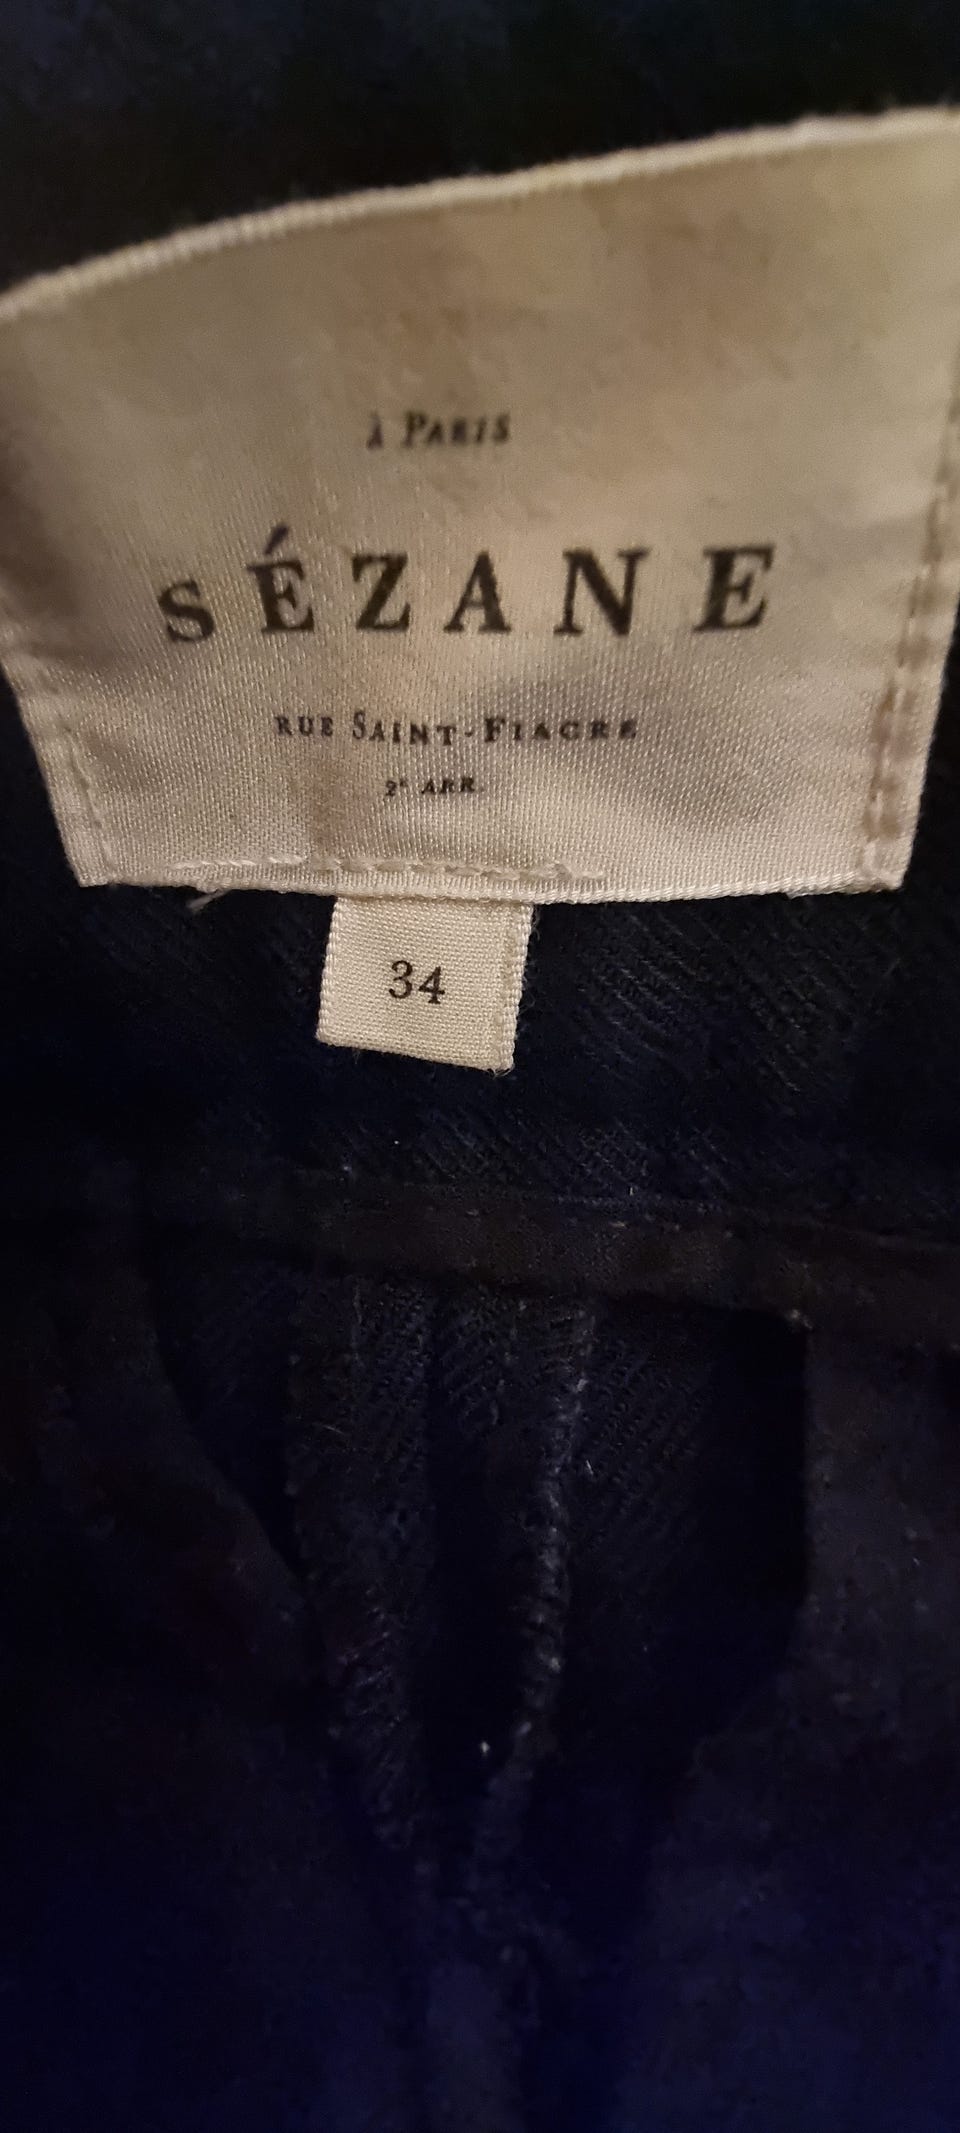 à Paris
SÉZANE
RUE SAINT-FIACRE
2e ARR.
34